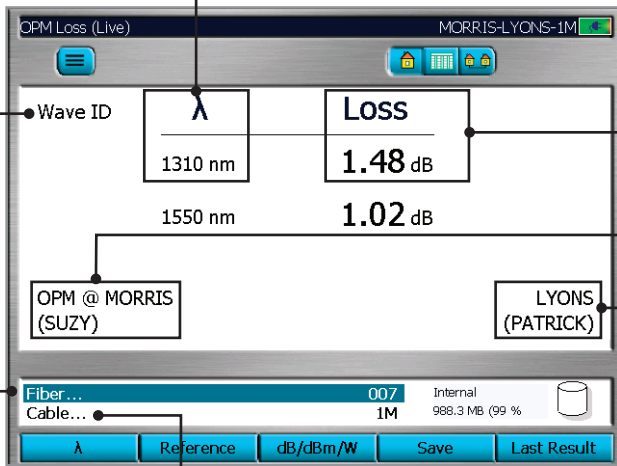 OPM Loss (Live) MORRIS-LYONS-1M
Wave ID λ Loss
1310 nm 1.48 dB
1550 nm 1.02 dB
OPM @ MORRIS
(SUZY)
LYONS
(PATRICK)
Fiber... 007 Internal
Cable... 1M 988.3 MB (99 %
λ Reference dB/dBm/W Save Last Result